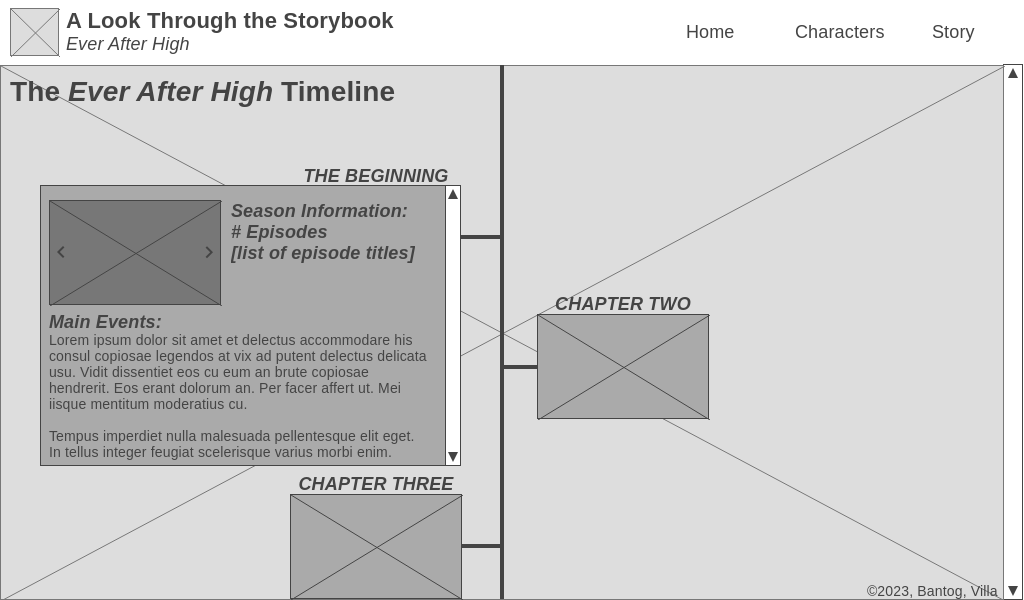 A Look Through the Storybook
Ever After High
Home
Characters
Story
The Ever After High Timeline
THE BEGINNING
Season Information:
# Episodes
[list of episode titles]
Main Events:
Lorem ipsum dolor sit amet et delectus accommodare his
consul copiosae legendos at vix ad putent delectus delicata
usu. Vidit dissentiet eos cu eum an brute copiosae
hendrerit. Eos erant dolorum an. Per facer affert ut. Mei
iisque mentitum moderatius cu.
Tempus imperdiet nulla malesuada pellentesque elit eget.
In tellus integer feugiat scelerisque varius morbi enim.
CHAPTER TWO
CHAPTER THREE
©2023, Bantog, Villa